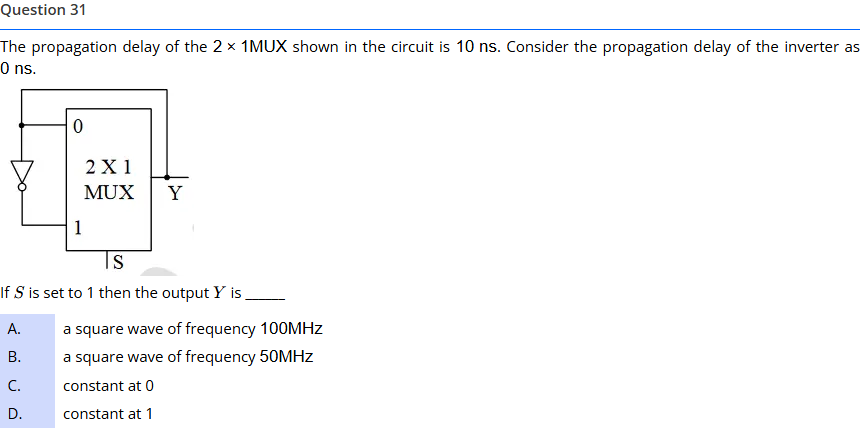 Question 31
The propagation delay of the 2 × 1MUX shown in the circuit is 10 ns. Consider the propagation delay of the inverter as
0 ns.
0
2 X 1
MUX
Y
1
S
If S is set to 1 then the output Y is _____
A. a square wave of frequency 100MHz
B. a square wave of frequency 50MHz
C. constant at 0
D. constant at 1